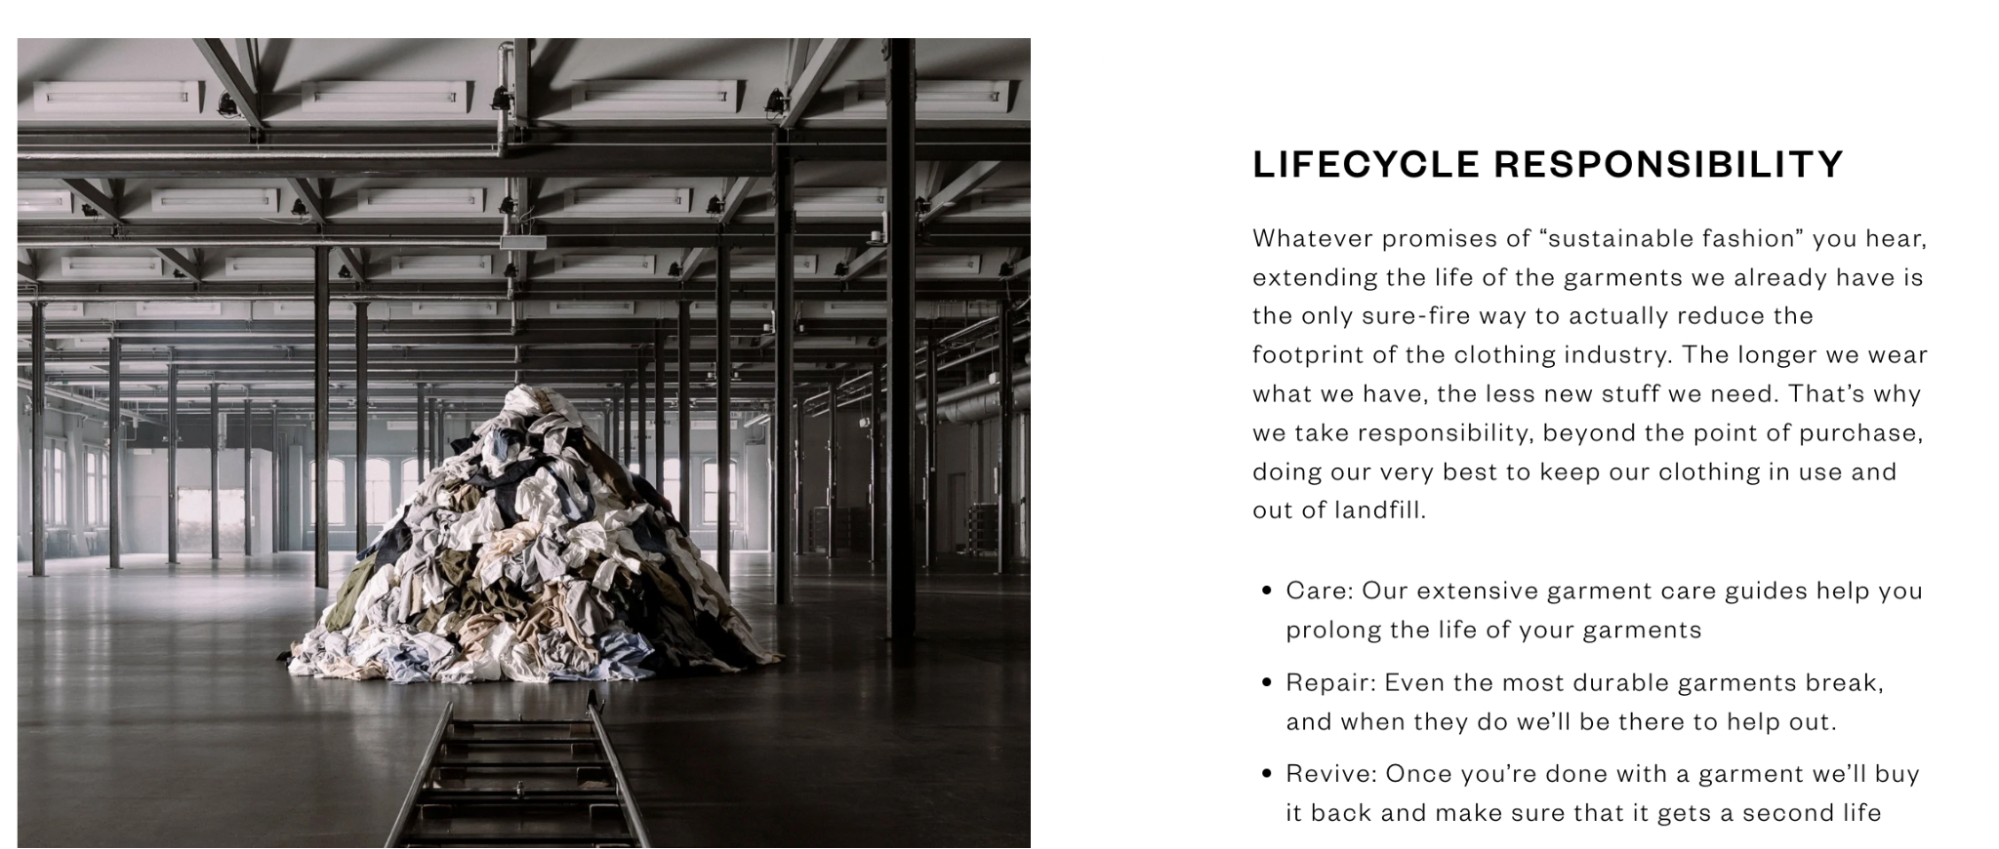 LIFECYCLE RESPONSIBILITY
Whatever promises of “sustainable fashion” you hear,
extending the life of the garments we already have is
the only sure-fire way to actually reduce the
footprint of the clothing industry. The longer we wear
what we have, the less new stuff we need. That’s why
we take responsibility, beyond the point of purchase,
doing our very best to keep our clothing in use and
out of landfill.
• Care: Our extensive garment care guides help you
prolong the life of your garments
• Repair: Even the most durable garments break,
and when they do we’ll be there to help out.
• Revive: Once you’re done with a garment we’ll buy
it back and make sure that it gets a second life